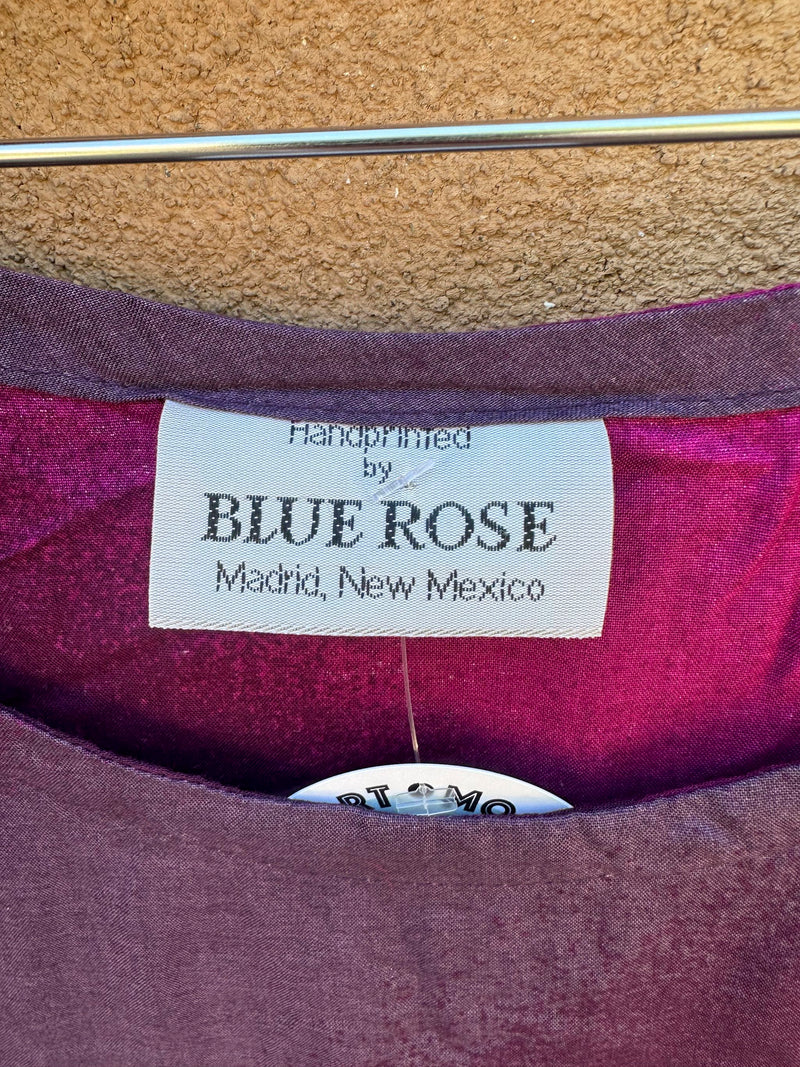 Handprinted
by
BLUE ROSE
Madrid, New Mexico